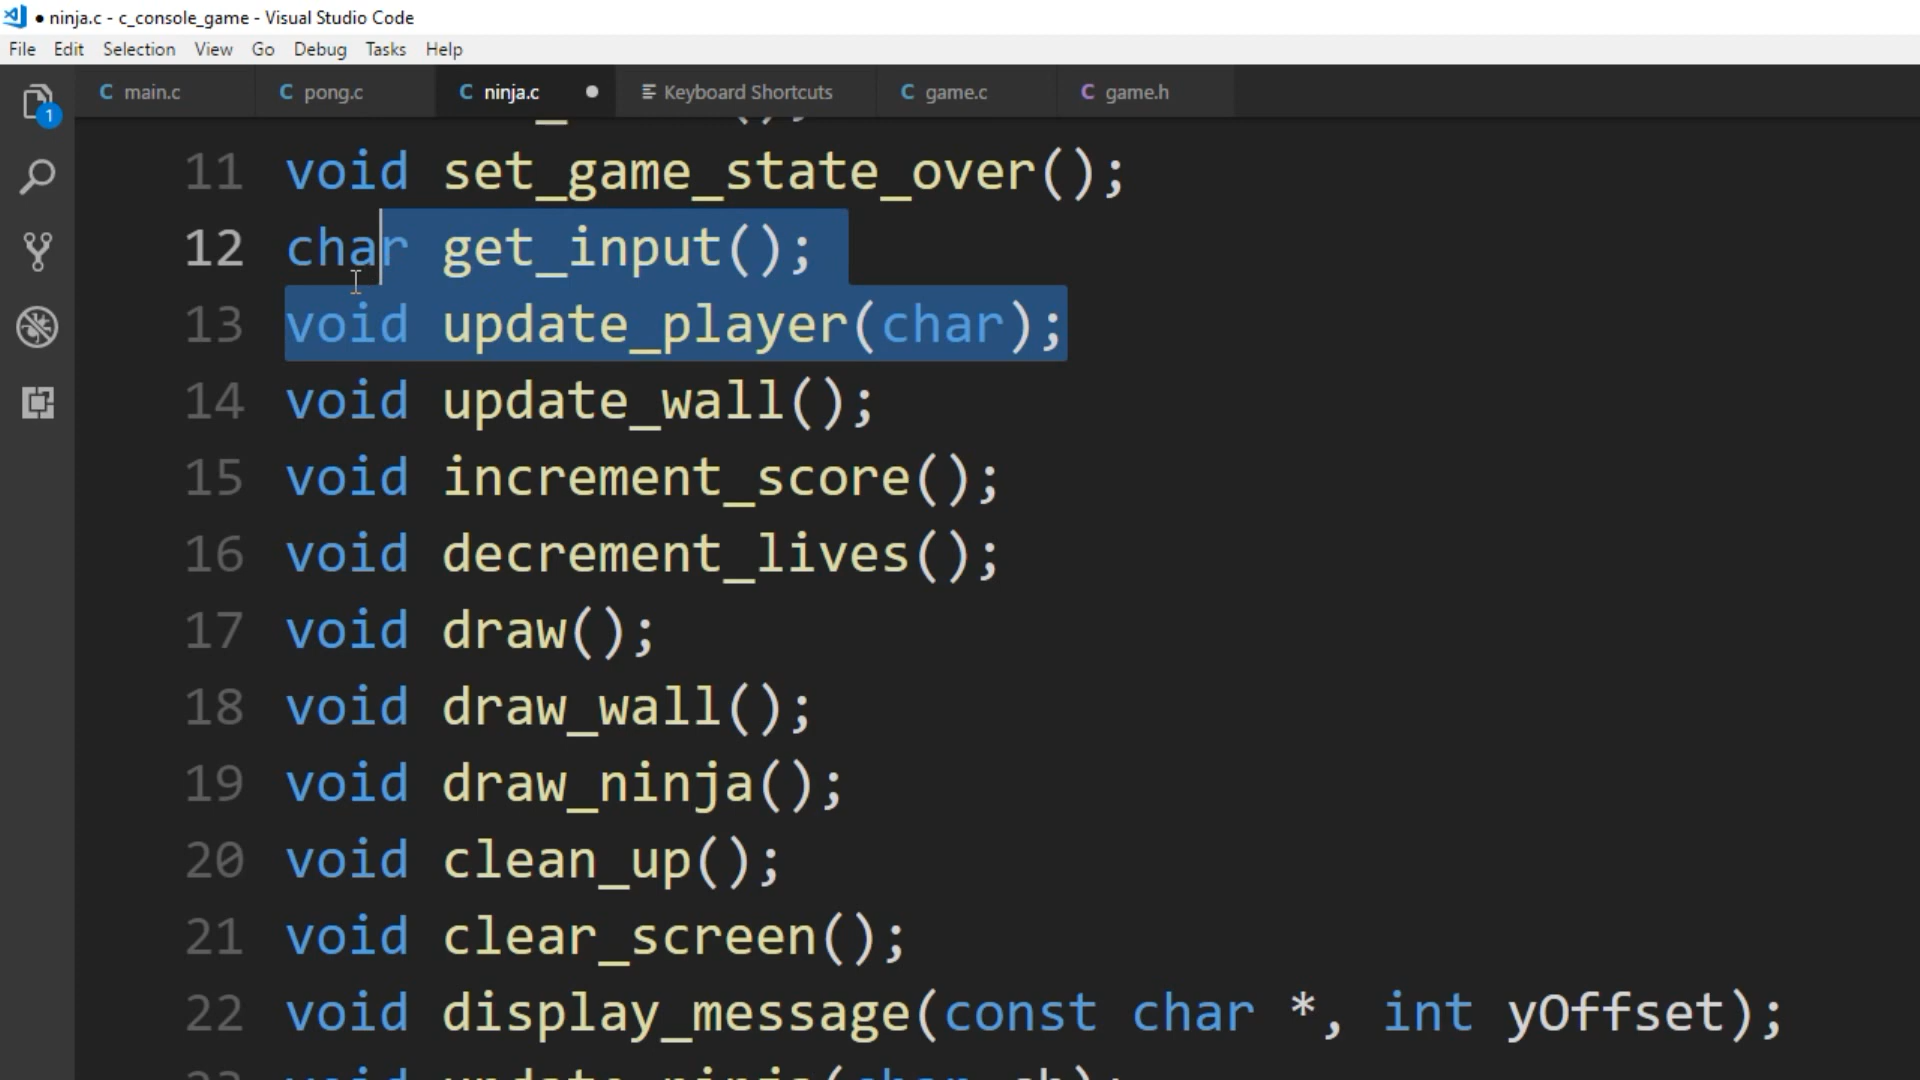 ● ninja.c - c_console_game - Visual Studio Code
File Edit Selection View Go Debug Tasks Help
C main.c C pong.c C ninja.c ● Keyboard Shortcuts C game.c C game.h
1
11 void set_game_state_over();
12 char get_input();
13 void update_player(char);
14 void update_wall();
15 void increment_score();
16 void decrement_lives();
17 void draw();
18 void draw_wall();
19 void draw_ninja();
20 void clean_up();
21 void clear_screen();
22 void display_message(const char *, int yOffset);